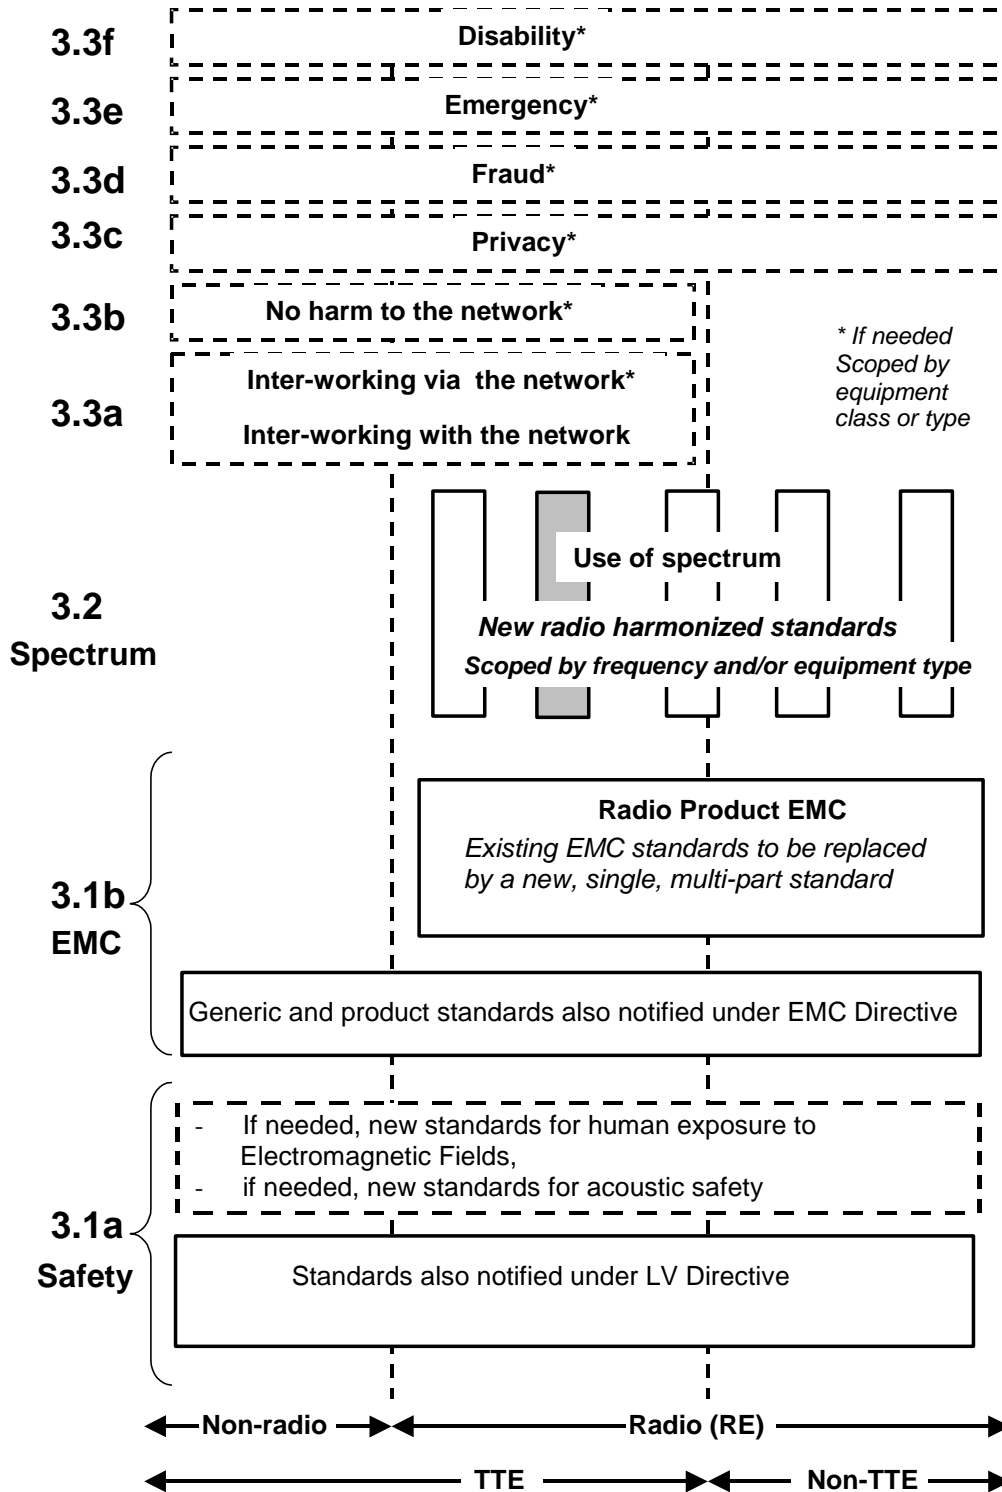 3.3f
Disability*
3.3e
Emergency*
3.3d
Fraud*
3.3c
Privacy*
3.3b
No harm to the network*
3.3a
Inter-working via the network*
Inter-working with the network
* If needed
Scoped by
equipment
class or type
3.2
Spectrum
Use of spectrum
New radio harmonized standards
Scoped by frequency and/or equipment type
3.1b
EMC
Radio Product EMC
Existing EMC standards to be replaced
by a new, single, multi-part standard
Generic and product standards also notified under EMC Directive
3.1a
Safety
- If needed, new standards for human exposure to
Electromagnetic Fields,
- if needed, new standards for acoustic safety
Standards also notified under LV Directive
Non-radio
Radio (RE)
TTE
Non-TTE